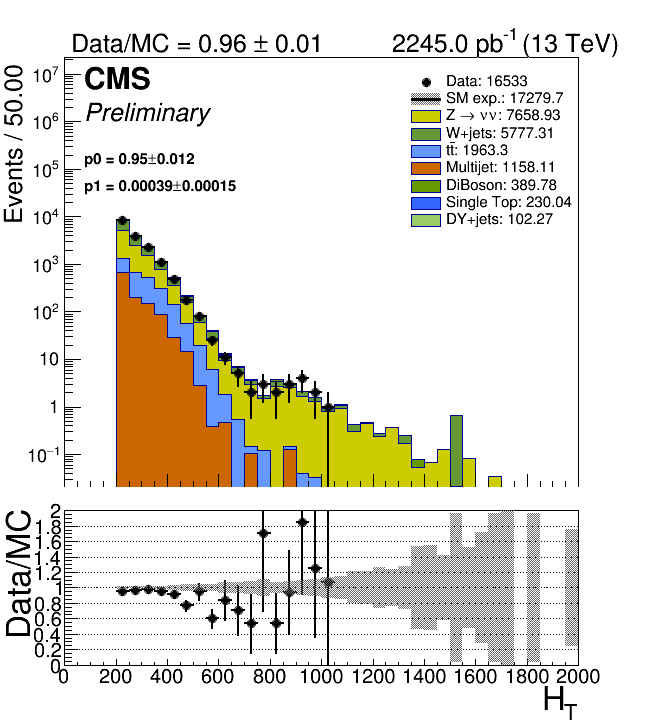 Data/MC = 0.96 ± 0.01 2245.0 pb⁻¹ (13 TeV)
CMS
Preliminary
p0 = 0.95±0.012
p1 = 0.00039±0.00015
Data: 16533
SM exp.: 17279.7
Z → νν: 7658.93
W+jets: 5777.31
tt̄: 1963.3
Multijet: 1158.11
DiBoson: 389.78
Single Top: 230.04
DY+jets: 102.27
Events / 50.00
10⁷
10⁶
10⁵
10⁴
10³
10²
10
1
10⁻¹
Data/MC
2
1.8
1.6
1.4
1.2
1
0.8
0.6
0.4
0.2
0
0 200 400 600 800 1000 1200 1400 1600 1800 2000
H_T